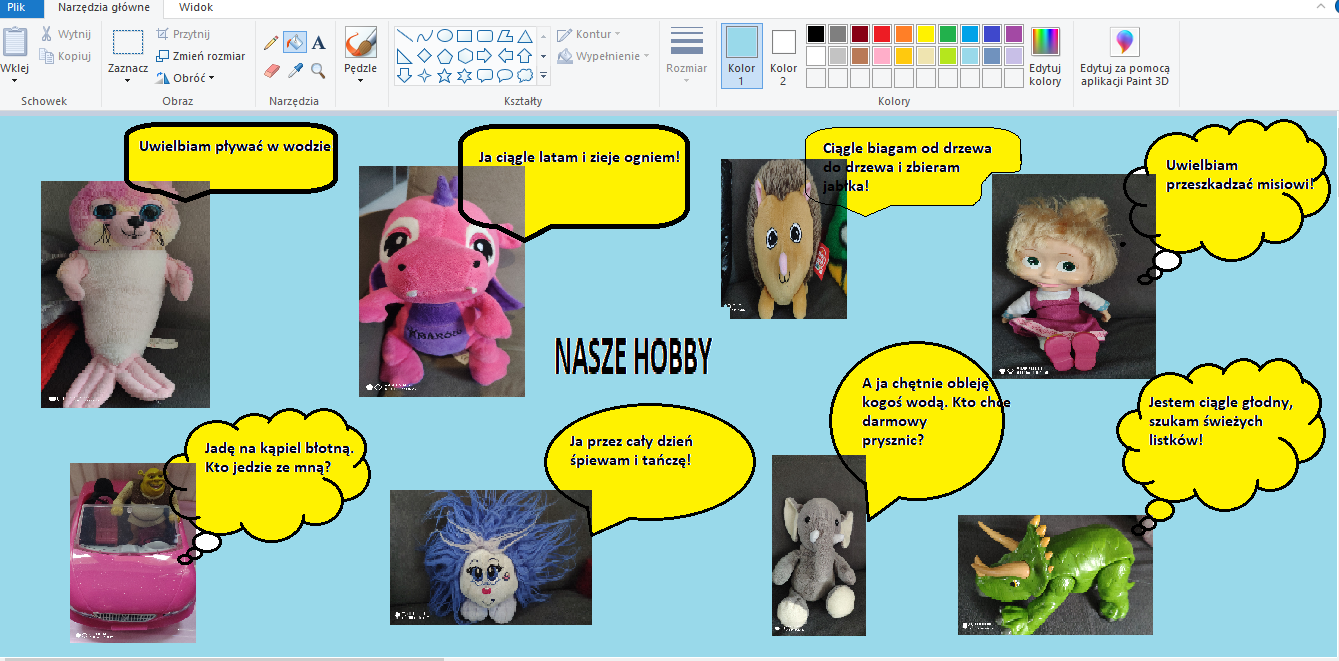 Plik
Narzędzia główne
Widok
Wklej
Wytnij
Kopiuj
Schowek
Zaznacz
Przytnij
Zmień rozmiar
Obróć
Obraz
A
Narzędzia
Pędzle
Kształty
Kontur
Wypełnienie
Rozmiar
Kolor
1
Kolor
2
Kolory
Edytuj
kolory
Edytuj za pomocą
aplikacji Paint 3D
Uwielbiam pływać w wodzie
Ja ciągle latam i zieje ogniem!
Ciągle biagam od drzewa
do drzewa i zbieram
jabłka!
Uwielbiam
przeszkadzać misiowi!
KRAKÓW
NASZE HOBBY
Jadę na kąpiel błotną.
Kto jedzie ze mną?
Ja przez cały dzień
śpiewam i tańczę!
A ja chętnie obleję
kogoś wodą. Kto chce
darmowy
prysznic?
Jestem ciągle głodny,
szukam świeżych
listków!